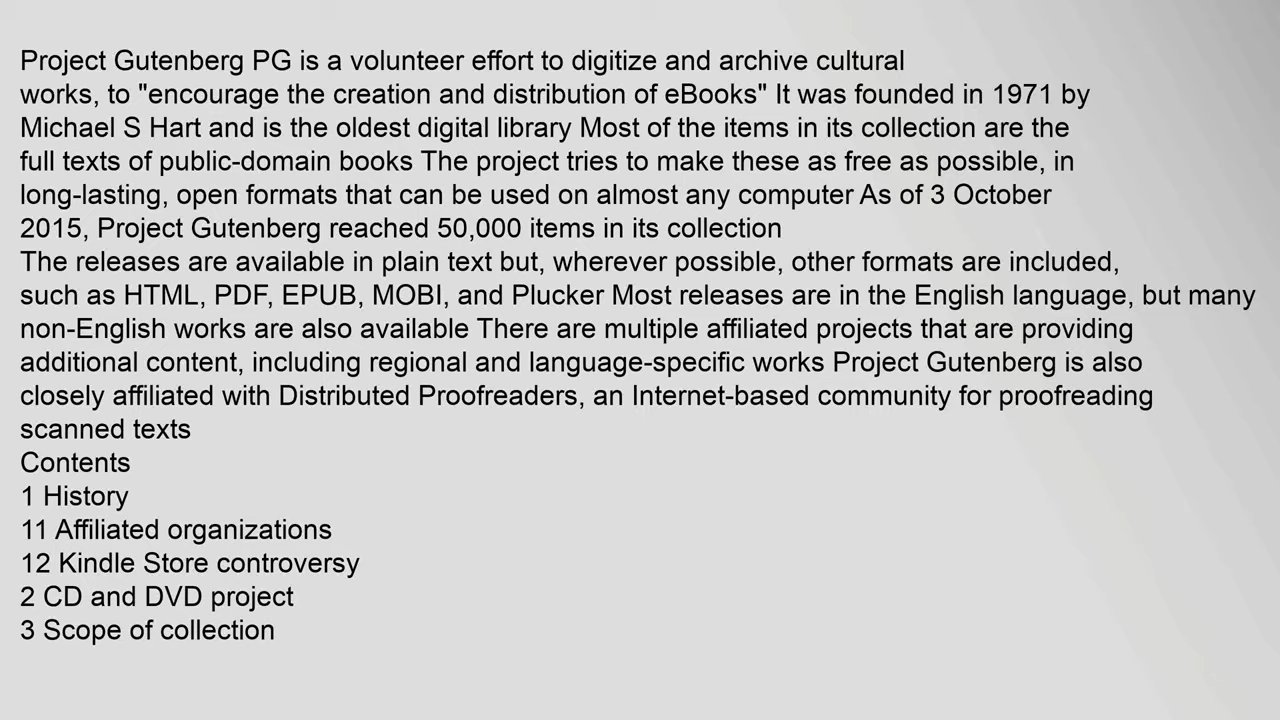 Project Gutenberg PG is a volunteer effort to digitize and archive cultural
works, to "encourage the creation and distribution of eBooks" It was founded in 1971 by
Michael S Hart and is the oldest digital library Most of the items in its collection are the
full texts of public-domain books The project tries to make these as free as possible, in
long-lasting, open formats that can be used on almost any computer As of 3 October
2015, Project Gutenberg reached 50,000 items in its collection
The releases are available in plain text but, wherever possible, other formats are included,
such as HTML, PDF, EPUB, MOBI, and Plucker Most releases are in the English language, but many
non-English works are also available There are multiple affiliated projects that are providing
additional content, including regional and language-specific works Project Gutenberg is also
closely affiliated with Distributed Proofreaders, an Internet-based community for proofreading
scanned texts
Contents
1 History
11 Affiliated organizations
12 Kindle Store controversy
2 CD and DVD project
3 Scope of collection